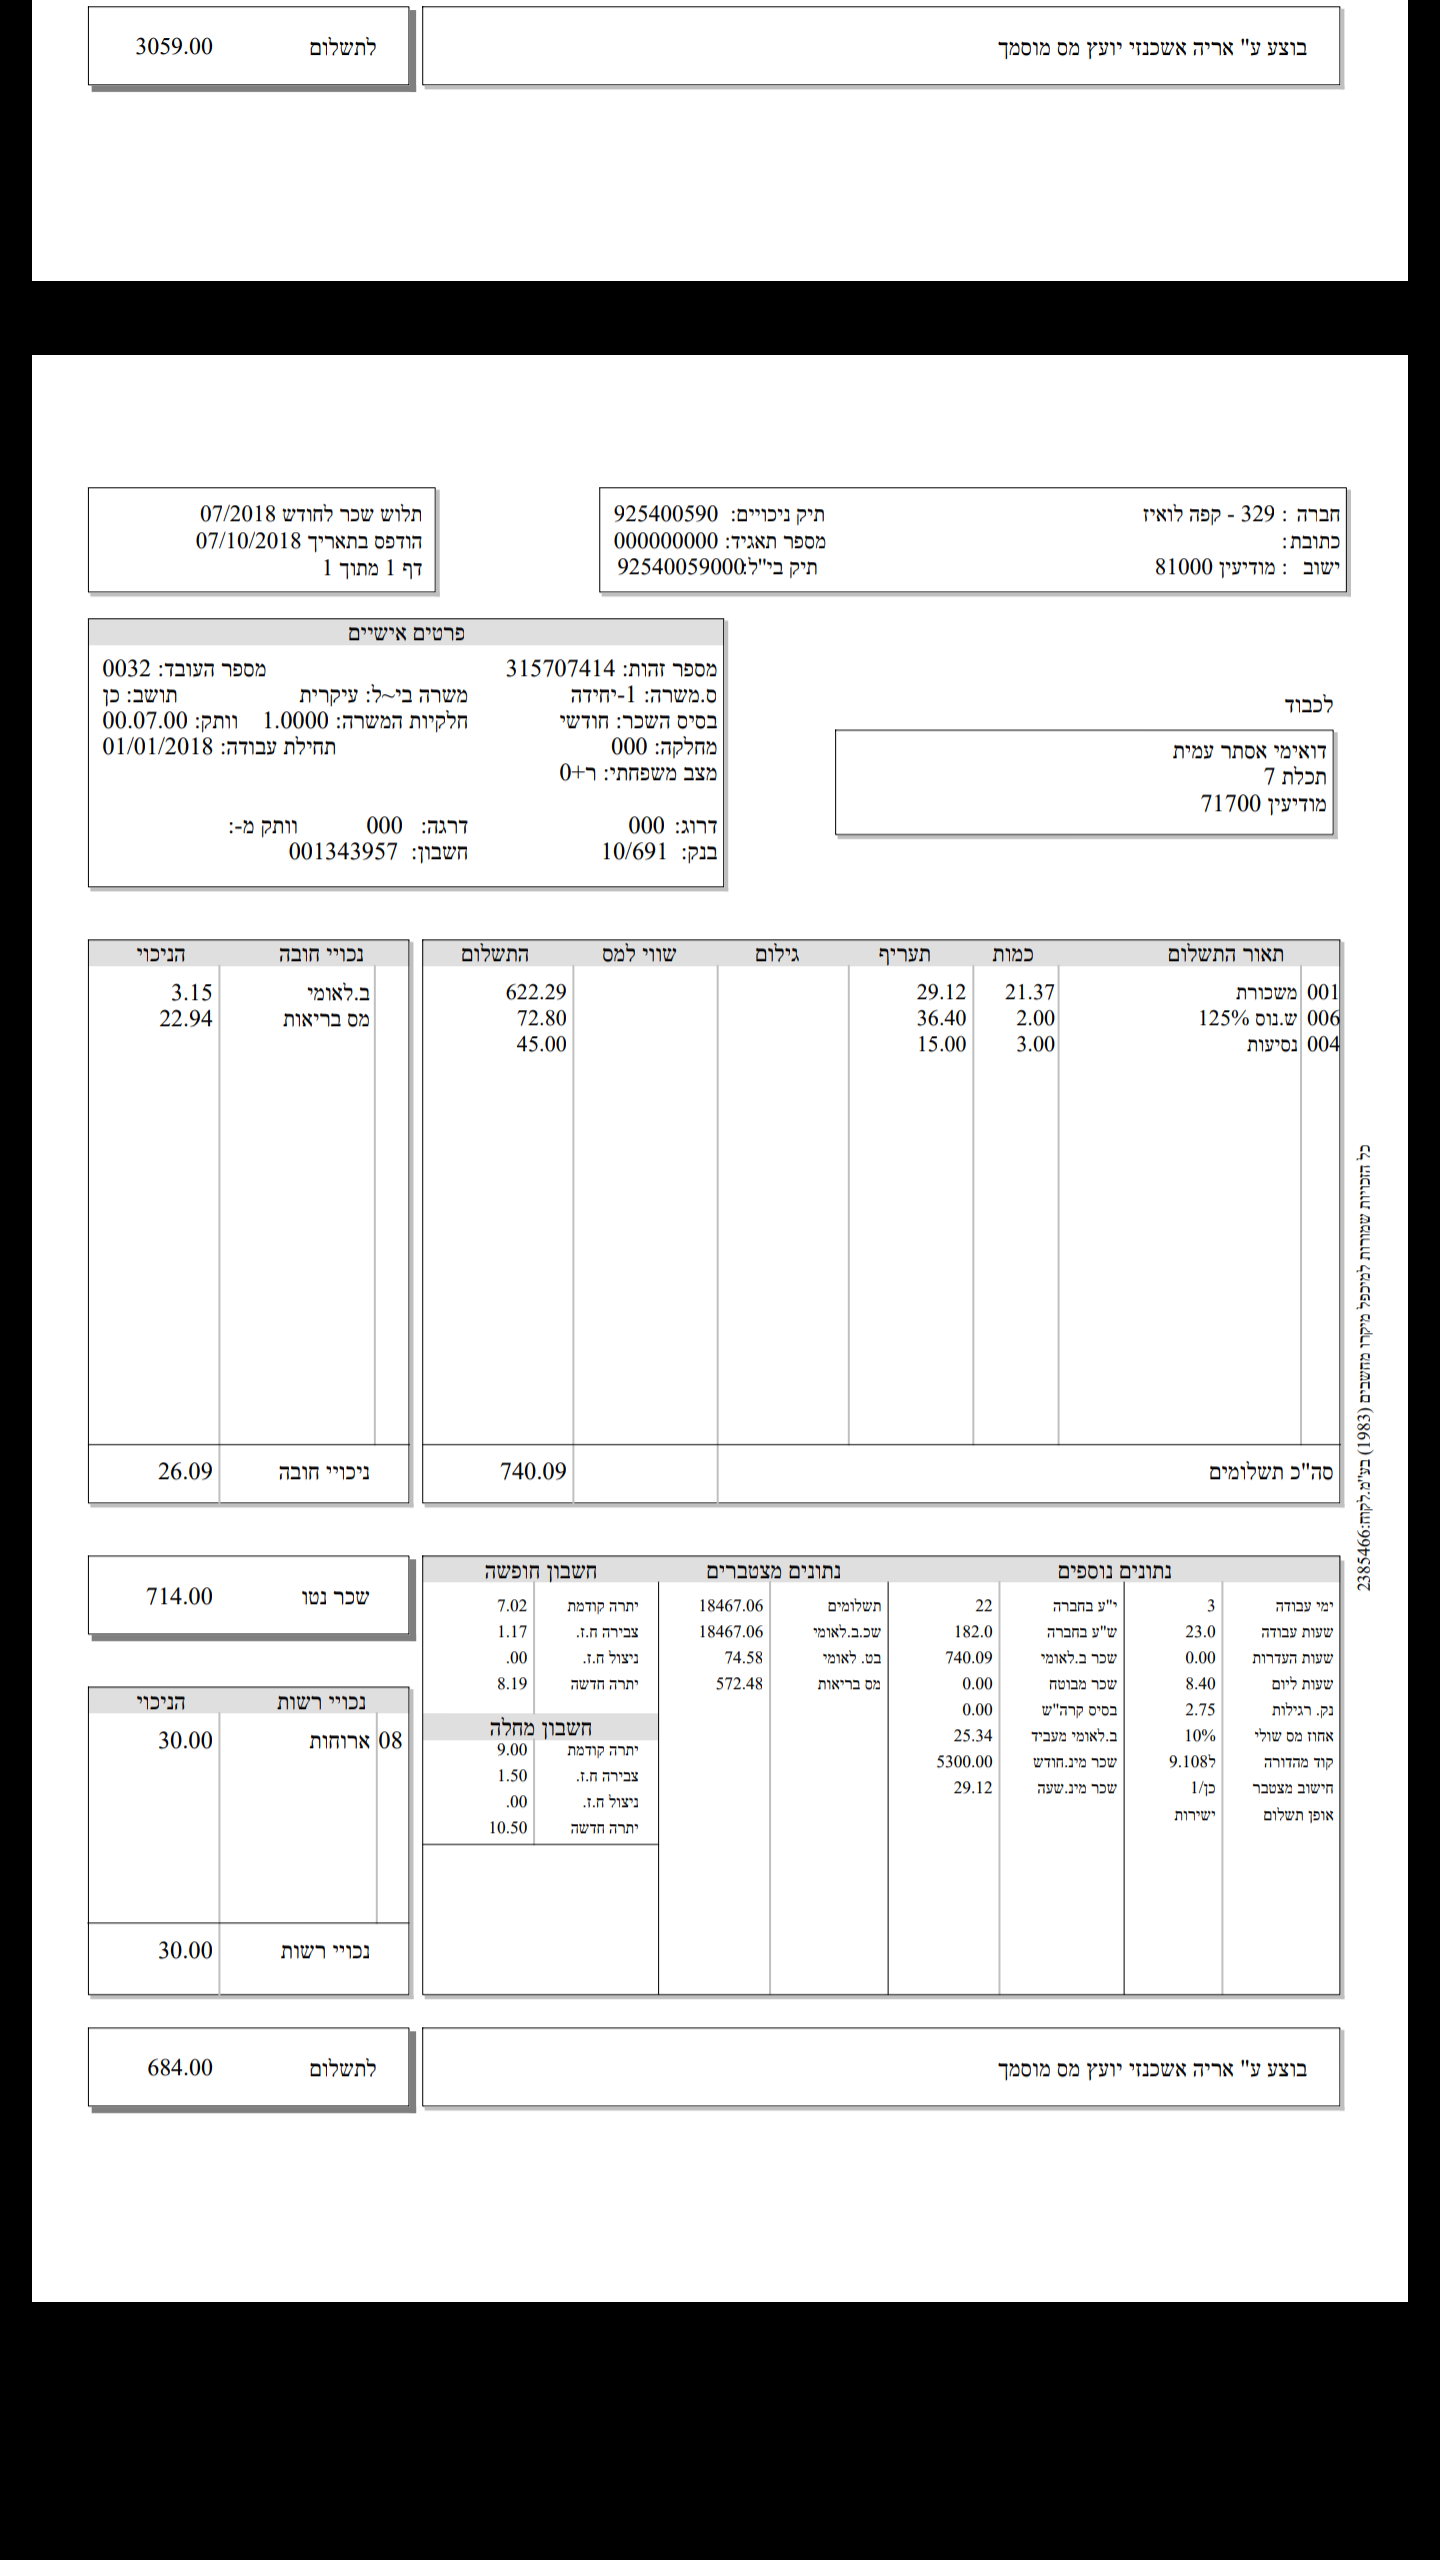 בוצע ע" אריה אשכנזי יועץ מס מוסמך
לתשלום 3059.00
חברה : 329 - קפה לואיז
כתובת:
ישוב : מודיעין 81000
תיק ניכויים: 925400590
מספר תאגיד: 000000000
תיק בי"ל:92540059000
תלוש שכר לחודש 07/2018
הודפס בתאריך 07/10/2018
דף 1 מתוך 1
לכבוד
דואימי אסתר עמית
תכלת 7
מודיעין 71700
פרטים אישיים
מספר זהות: 315707414 מספר העובד: 0032
ס.משרה: 1-יחידה משרה בי~ל: עיקרית תושב: כן
בסיס השכר: חודשי חלקיות המשרה: 1.0000 וותק: 00.07.00
מחלקה: 000 תחילת עבודה: 01/01/2018
מצב משפחתי: ר+0
דרוג: 000 דרגה: 000 וותק מ-:
בנק: 10/691 חשבון: 001343957
תאור התשלום כמות תעריף גילום שווי למס התשלום
001 משכורת 21.37 29.12 622.29
006 ש.נוס 125% 2.00 36.40 72.80
004 נסיעות 3.00 15.00 45.00
סה"כ תשלומים 740.09
נכויי חובה הניכוי
ב.לאומי 3.15
מס בריאות 22.94
ניכויי חובה 26.09
כל הזכויות שמורות למיכפל מיקרו מחשבים (1983) בע"מ.לקוח:2385466
נתונים נוספים
ימי עבודה 3 י"ע בחברה 22
שעות עבודה 23.0 ש"ע בחברה 182.0
שעות העדרות 0.00 שכר ב.לאומי 740.09
שעות ליום 8.40 שכר מבוטח 0.00
נק. רגילות 2.75 בסיס קרה"ש 0.00
אחוז מס שולי 10% ב.לאומי מעביד 25.34
קוד מהדורה 9.108ל שכר מינ.חודש 5300.00
חישוב מצטבר כן/1 שכר מינ.שעה 29.12
אופן תשלום ישירות
נתונים מצטברים
תשלומים 18467.06
שכ.ב.לאומי 18467.06
בט. לאומי 74.58
מס בריאות 572.48
חשבון חופשה
יתרה קודמת 7.02
צבירה ח.ז. 1.17
ניצול ח.ז. .00
יתרה חדשה 8.19
חשבון מחלה
יתרה קודמת 9.00
צבירה ח.ז. 1.50
ניצול ח.ז. .00
יתרה חדשה 10.50
שכר נטו 714.00
נכויי רשות הניכוי
08 ארוחות 30.00
נכויי רשות 30.00
בוצע ע" אריה אשכנזי יועץ מס מוסמך
לתשלום 684.00